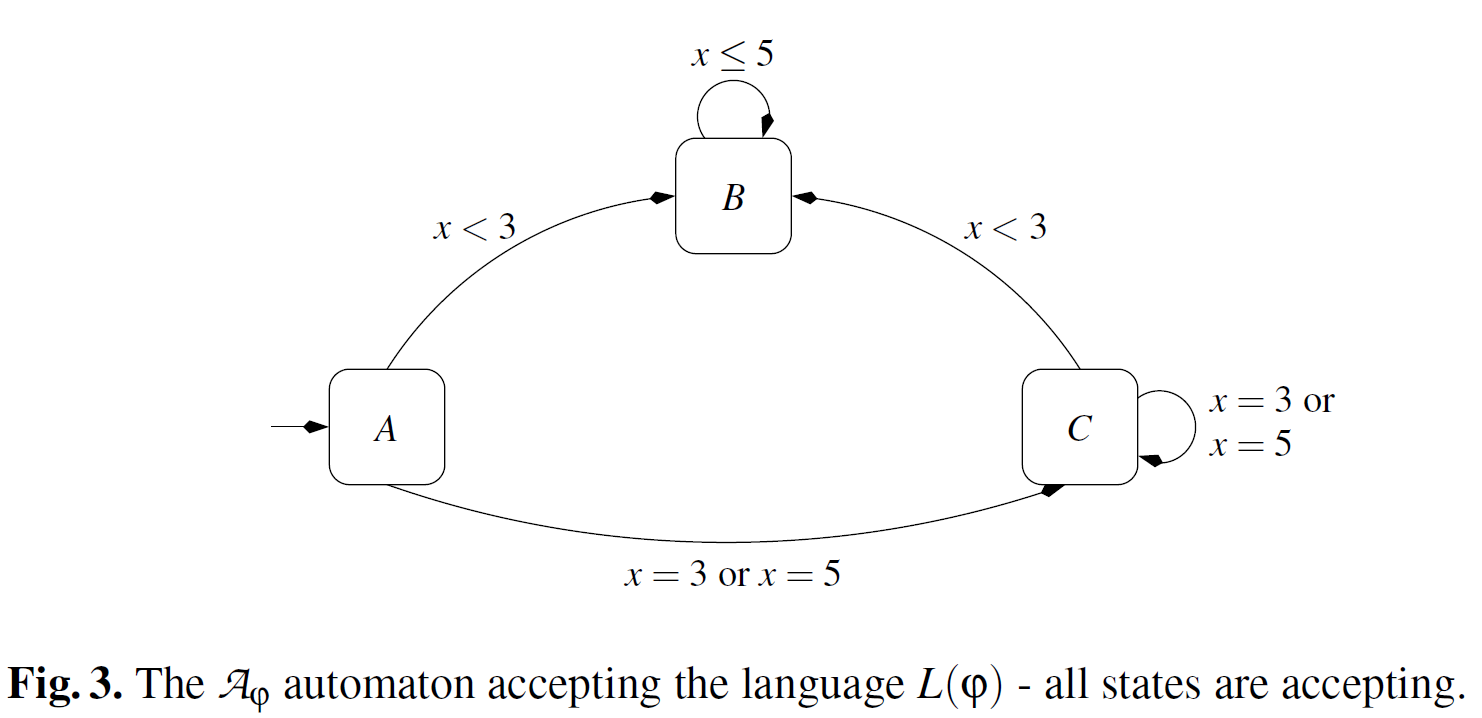 x ≤ 5
B
x < 3
x < 3
A
C
x = 3 or
x = 5
x = 3 or x = 5
Fig. 3. The 𝒜φ automaton accepting the language L(φ) - all states are accepting.